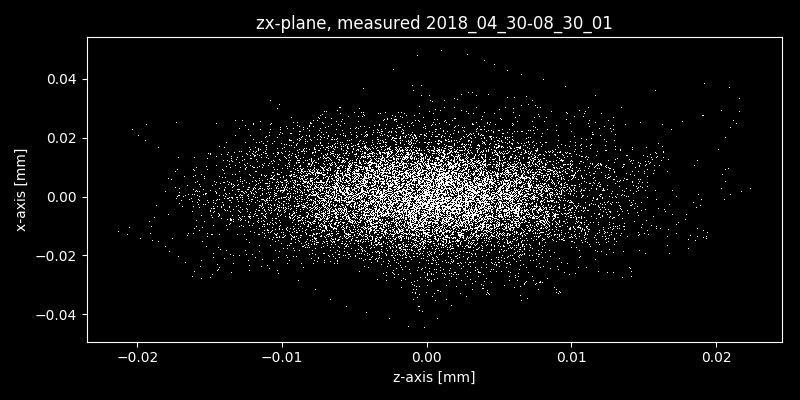 zx-plane, measured 2018_04_30-08_30_01
0.04
0.02
0.00
−0.02
−0.04
x-axis [mm]
−0.02 −0.01 0.00 0.01 0.02
z-axis [mm]